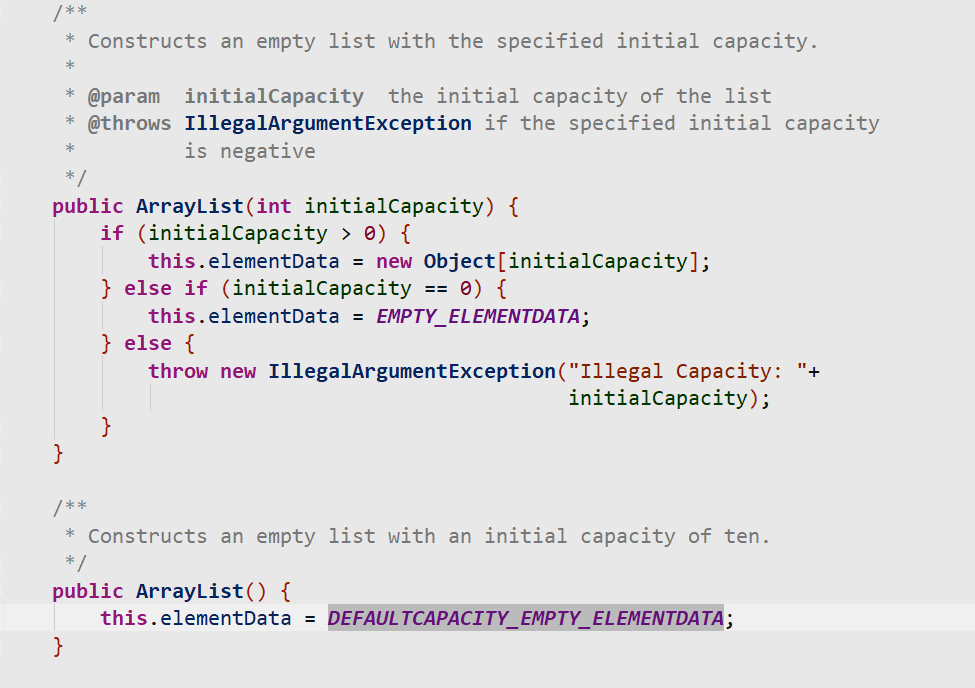 /**
 * Constructs an empty list with the specified initial capacity.
 *
 * @param  initialCapacity  the initial capacity of the list
 * @throws IllegalArgumentException if the specified initial capacity
 *         is negative
 */
public ArrayList(int initialCapacity) {
    if (initialCapacity > 0) {
        this.elementData = new Object[initialCapacity];
    } else if (initialCapacity == 0) {
        this.elementData = EMPTY_ELEMENTDATA;
    } else {
        throw new IllegalArgumentException("Illegal Capacity: "+
                                           initialCapacity);
    }
}

/**
 * Constructs an empty list with an initial capacity of ten.
 */
public ArrayList() {
    this.elementData = DEFAULTCAPACITY_EMPTY_ELEMENTDATA;
}